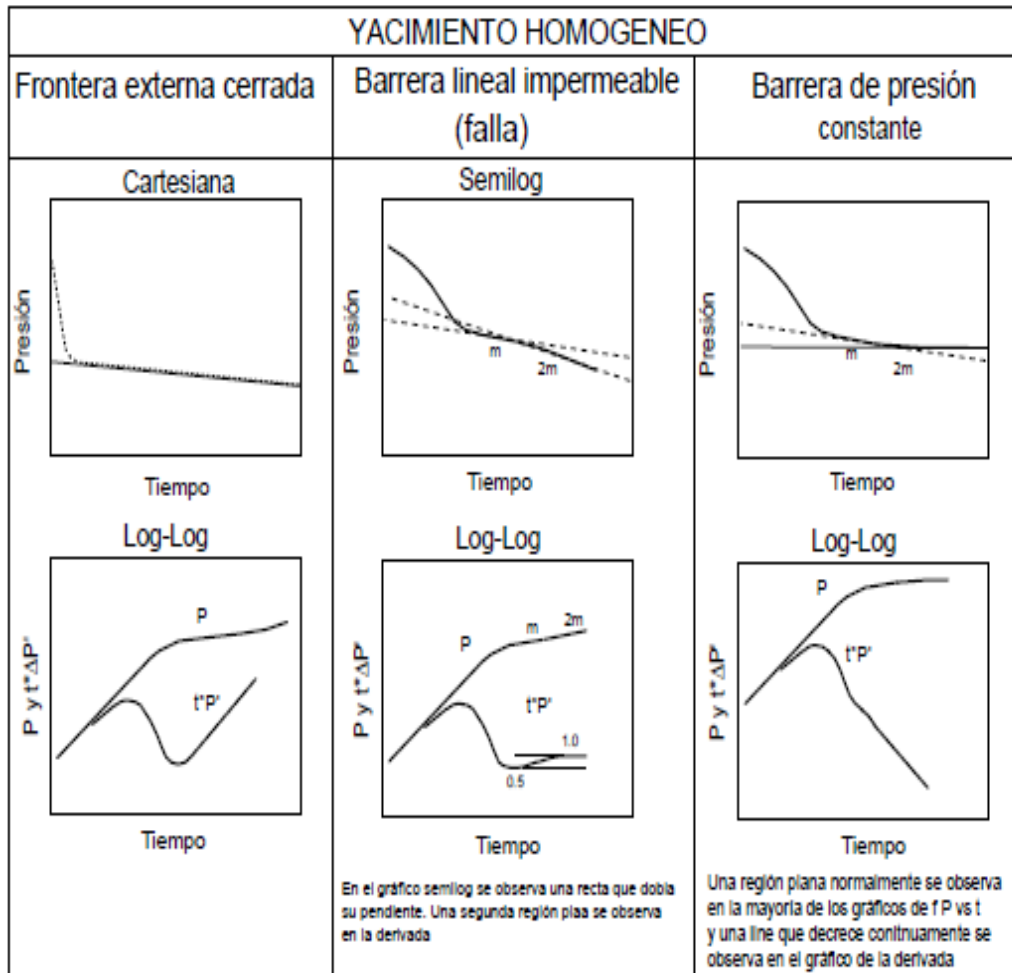 YACIMIENTO HOMOGENEO
Frontera externa cerrada
Barrera lineal impermeable
(falla)
Barrera de presión
constante
Cartesiana
Presión
Tiempo
Semilog
Presión
m
2m
Tiempo
Presión
m
2m
Tiempo
Log-Log
P y t*ΔP'
P
t*P'
Tiempo
Log-Log
P y t*ΔP'
P
m
2m
t*P'
1.0
0.5
Tiempo
En el gráfico semilog se observa una recta que dobla
su pendiente. Una segunda región plaa se observa
en la derivada
Log-Log
P y t*ΔP'
P
t*P'
Tiempo
Una región plana normalmente se observa
en la mayoría de los gráficos de f P vs t
y una line que decrece conitnuamente se
observa en el gráfico de la derivada